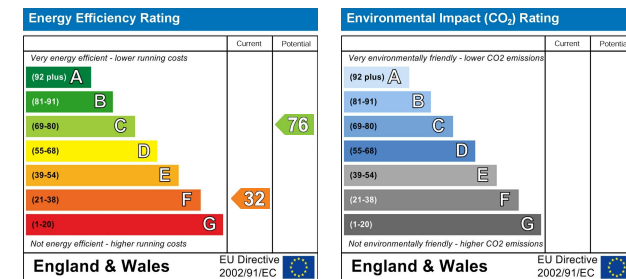 Energy Efficiency Rating
Current Potential
Very energy efficient - lower running costs
(92 plus) A
(81-91) B
(69-80) C
76
(55-68) D
(39-54) E
(21-38) F
32
(1-20) G
Not energy efficient - higher running costs
England & Wales
EU Directive
2002/91/EC
Environmental Impact (CO₂) Rating
Current Potential
Very environmentally friendly - lower CO2 emissions
(92 plus) A
(81-91) B
(69-80) C
(55-68) D
(39-54) E
(21-38) F
(1-20) G
Not environmentally friendly - higher CO2 emissions
England & Wales
EU Directive
2002/91/EC